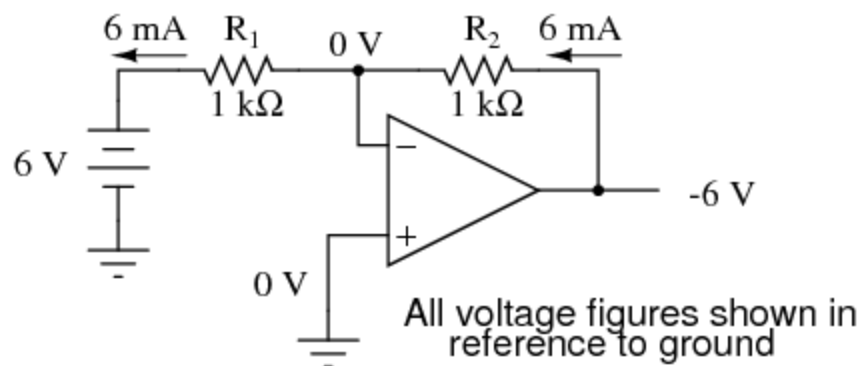 6 mA R₁ 0 V R₂ 6 mA
1 kΩ 1 kΩ
−
6 V -6 V
+
0 V
All voltage figures shown in
reference to ground